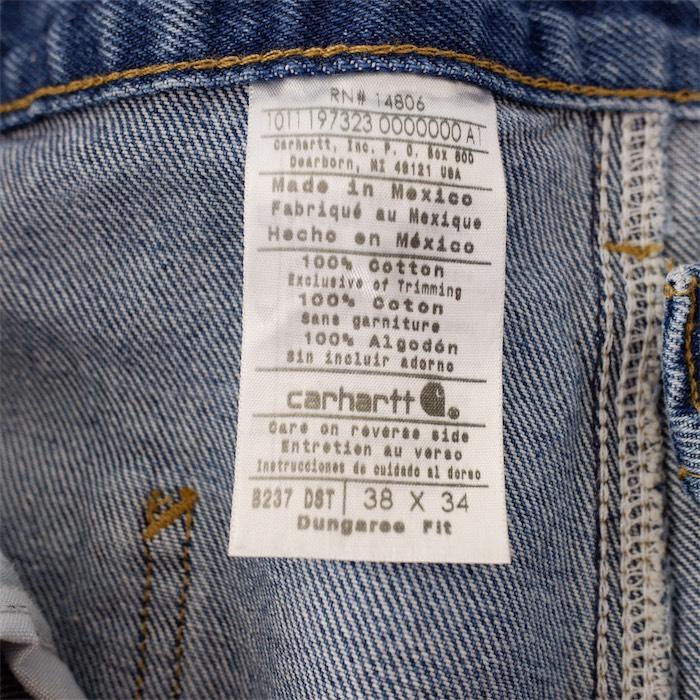 RN# 14806
1011197323 0000000 A1
Carhartt, Inc. P. O. Box 600
Dearborn, MI 48121 USA
Made in Mexico
Fabriqué au Mexique
Hecho en México
100% Cotton
Exclusive of Trimming
100% Coton
Sans garniture
100% Algodón
Sin incluir adorno
carhartt ®
Care on reverse side
Entretien au verso
Instrucciones de cuidado al dorso
B237 DST 38 X 34
Dungaree Fit